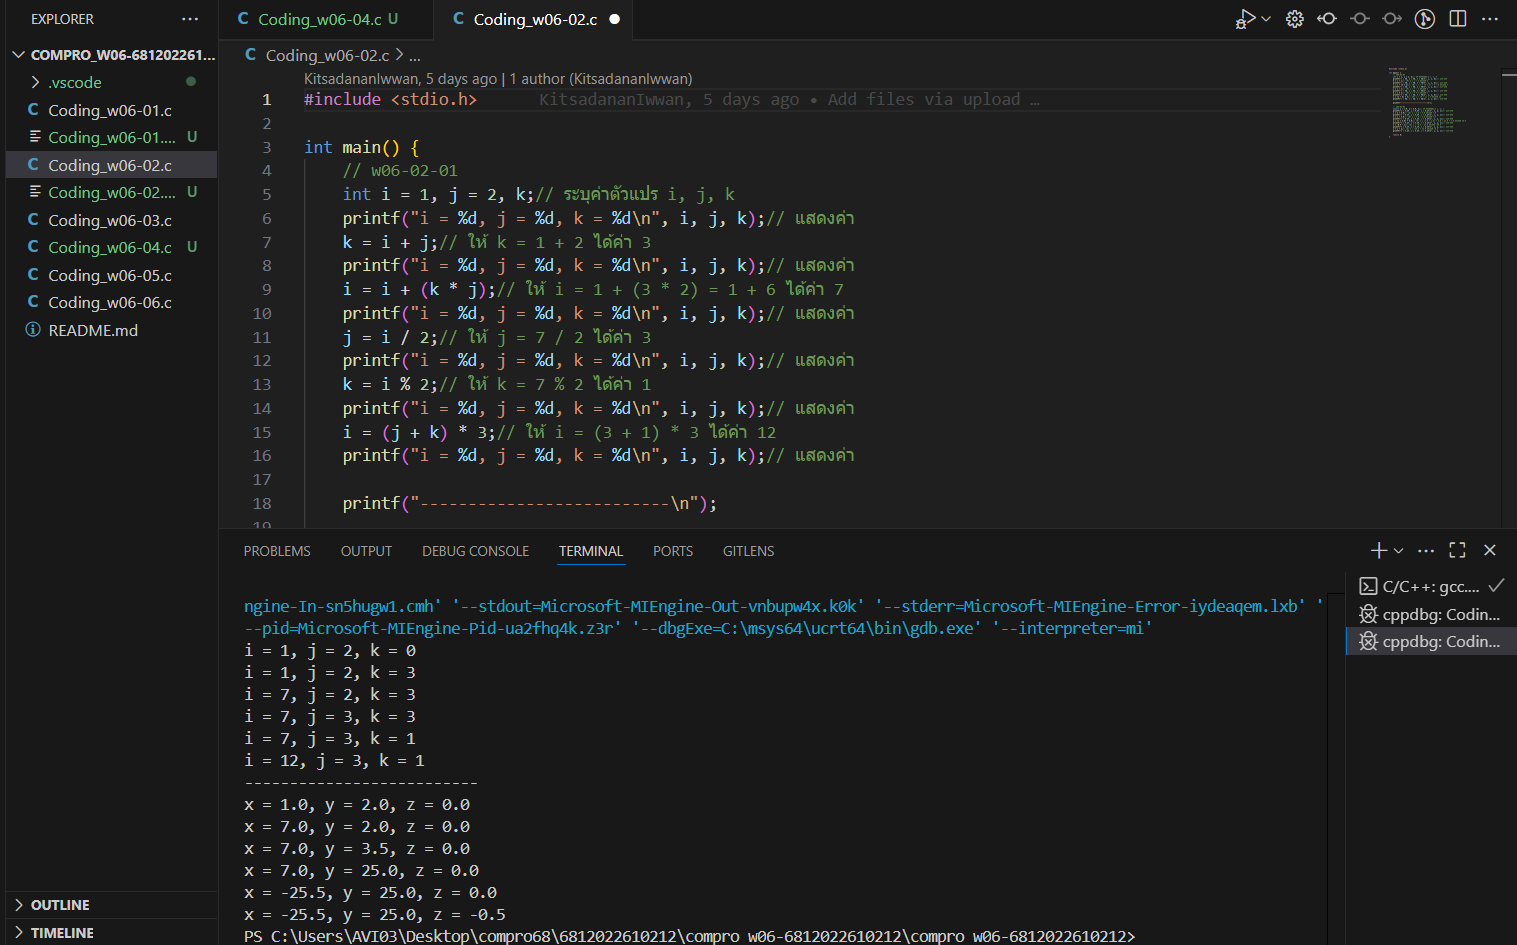 EXPLORER
COMPRO_W06-681202261...
.vscode
Coding_w06-01.c
Coding_w06-01.... U
Coding_w06-02.c
Coding_w06-02.... U
Coding_w06-03.c
Coding_w06-04.c U
Coding_w06-05.c
Coding_w06-06.c
README.md
OUTLINE
TIMELINE
Coding_w06-04.c U
Coding_w06-02.c
Coding_w06-02.c > ...
KitsadananIwwan, 5 days ago | 1 author (KitsadananIwwan)
1 #include <stdio.h> KitsadananIwwan, 5 days ago • Add files via upload …
2
3 int main() {
4 // w06-02-01
5 int i = 1, j = 2, k;// ระบุค่าตัวแปร i, j, k
6 printf("i = %d, j = %d, k = %d\n", i, j, k);// แสดงค่า
7 k = i + j;// ให้ k = 1 + 2 ได้ค่า 3
8 printf("i = %d, j = %d, k = %d\n", i, j, k);// แสดงค่า
9 i = i + (k * j);// ให้ i = 1 + (3 * 2) = 1 + 6 ได้ค่า 7
10 printf("i = %d, j = %d, k = %d\n", i, j, k);// แสดงค่า
11 j = i / 2;// ให้ j = 7 / 2 ได้ค่า 3
12 printf("i = %d, j = %d, k = %d\n", i, j, k);// แสดงค่า
13 k = i % 2;// ให้ k = 7 % 2 ได้ค่า 1
14 printf("i = %d, j = %d, k = %d\n", i, j, k);// แสดงค่า
15 i = (j + k) * 3;// ให้ i = (3 + 1) * 3 ได้ค่า 12
16 printf("i = %d, j = %d, k = %d\n", i, j, k);// แสดงค่า
17
18 printf("--------------------------\n");
19
PROBLEMS OUTPUT DEBUG CONSOLE TERMINAL PORTS GITLENS
ngine-In-sn5hugw1.cmh' '--stdout=Microsoft-MIEngine-Out-vnbupw4x.k0k' '--stderr=Microsoft-MIEngine-Error-iydeaqem.lxb' '
--pid=Microsoft-MIEngine-Pid-ua2fhq4k.z3r' '--dbgExe=C:\msys64\ucrt64\bin\gdb.exe' '--interpreter=mi'
i = 1, j = 2, k = 0
i = 1, j = 2, k = 3
i = 7, j = 2, k = 3
i = 7, j = 3, k = 3
i = 7, j = 3, k = 1
i = 12, j = 3, k = 1
--------------------------
x = 1.0, y = 2.0, z = 0.0
x = 7.0, y = 2.0, z = 0.0
x = 7.0, y = 3.5, z = 0.0
x = 7.0, y = 25.0, z = 0.0
x = -25.5, y = 25.0, z = 0.0
x = -25.5, y = 25.0, z = -0.5
PS C:\Users\AVI03\Desktop\compro68\6812022610212\compro_w06-6812022610212\compro_w06-6812022610212>
C/C++: gcc....
cppdbg: Codin...
cppdbg: Codin...